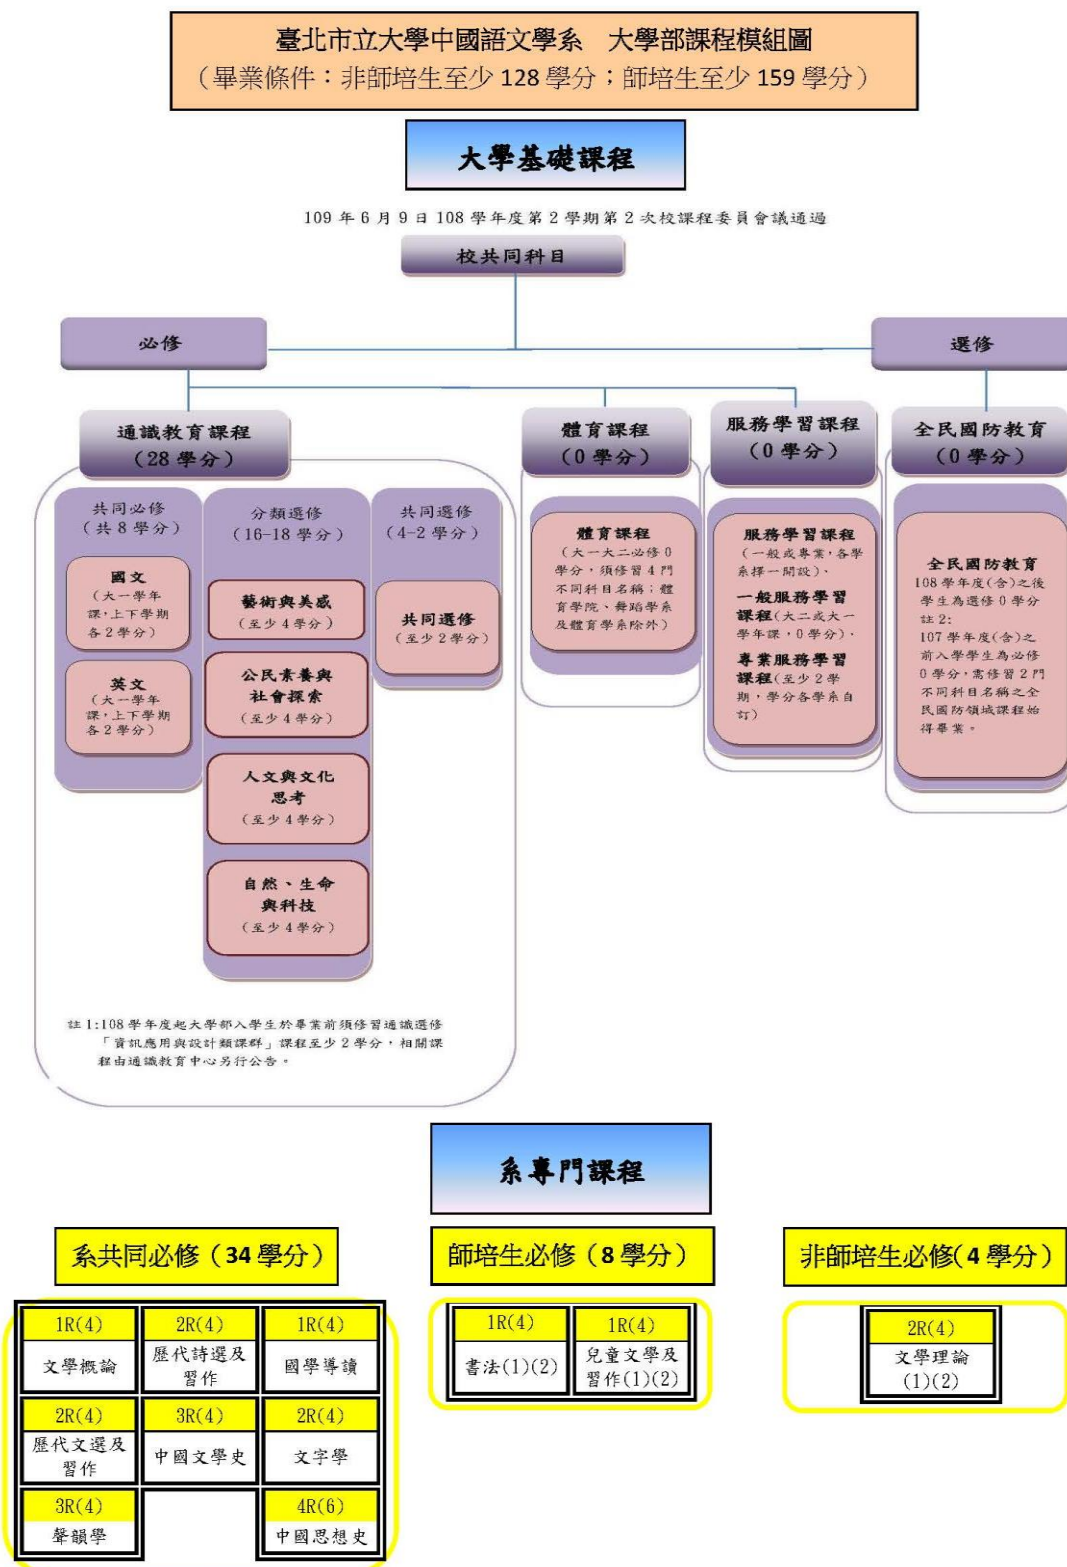 臺北市立大學中國語文學系　大學部課程模組圖
（畢業條件：非師培生至少 128 學分；師培生至少 159 學分）
大學基礎課程
109 年 6 月 9 日 108 學年度第 2 學期第 2 次校課程委員會議通過
校共同科目
必修
選修
通識教育課程
(28 學分)
體育課程
(0 學分)
服務學習課程
(0 學分)
全民國防教育
(0 學分)
共同必修
(共 8 學分)
國文
(大一學年
課，上下學期
各 2 學分)
英文
(大一學年
課，上下學期
各 2 學分)
分類選修
(16-18 學分)
藝術與美感
(至少 4 學分)
公民素養與
社會探索
(至少 4 學分)
人文與文化
思考
(至少 4 學分)
自然、生命
與科技
(至少 4 學分)
共同選修
(4-2 學分)
共同選修
(至少 2 學分)
體育課程
(大一大二必修 0
學分，須修習 4 門
不同科目名稱；體
育學院、舞蹈學系
及體育學系除外)
服務學習課程
(一般或專業，各學
系擇一開設)、
一般服務學習
課程(大二或大一
學年課，0 學分)、
專業服務學習
課程(至少 2 學
期，學分各學系自
訂)
全民國防教育
108 學年度(含)之後
學生為選修 0 學分
註 2:
107 學年度(含)之
前入學學生為必修
0 學分，需修習 2 門
不同科目名稱之全
民國防領域課程始
得畢業。
註 1:108 學年度起大學部入學生於畢業前須修習通識選修
「資訊應用與設計類課群」課程至少 2 學分，相關課
程由通識教育中心另行公告。
系專門課程
系共同必修（34 學分）
1R(4)
文學概論
2R(4)
歷代詩選及
習作
1R(4)
國學導讀
2R(4)
歷代文選及
習作
3R(4)
中國文學史
2R(4)
文字學
3R(4)
聲韻學
4R(6)
中國思想史
師培生必修（8 學分）
1R(4)
書法(1)(2)
1R(4)
兒童文學及
習作(1)(2)
非師培生必修(4 學分)
2R(4)
文學理論
(1)(2)